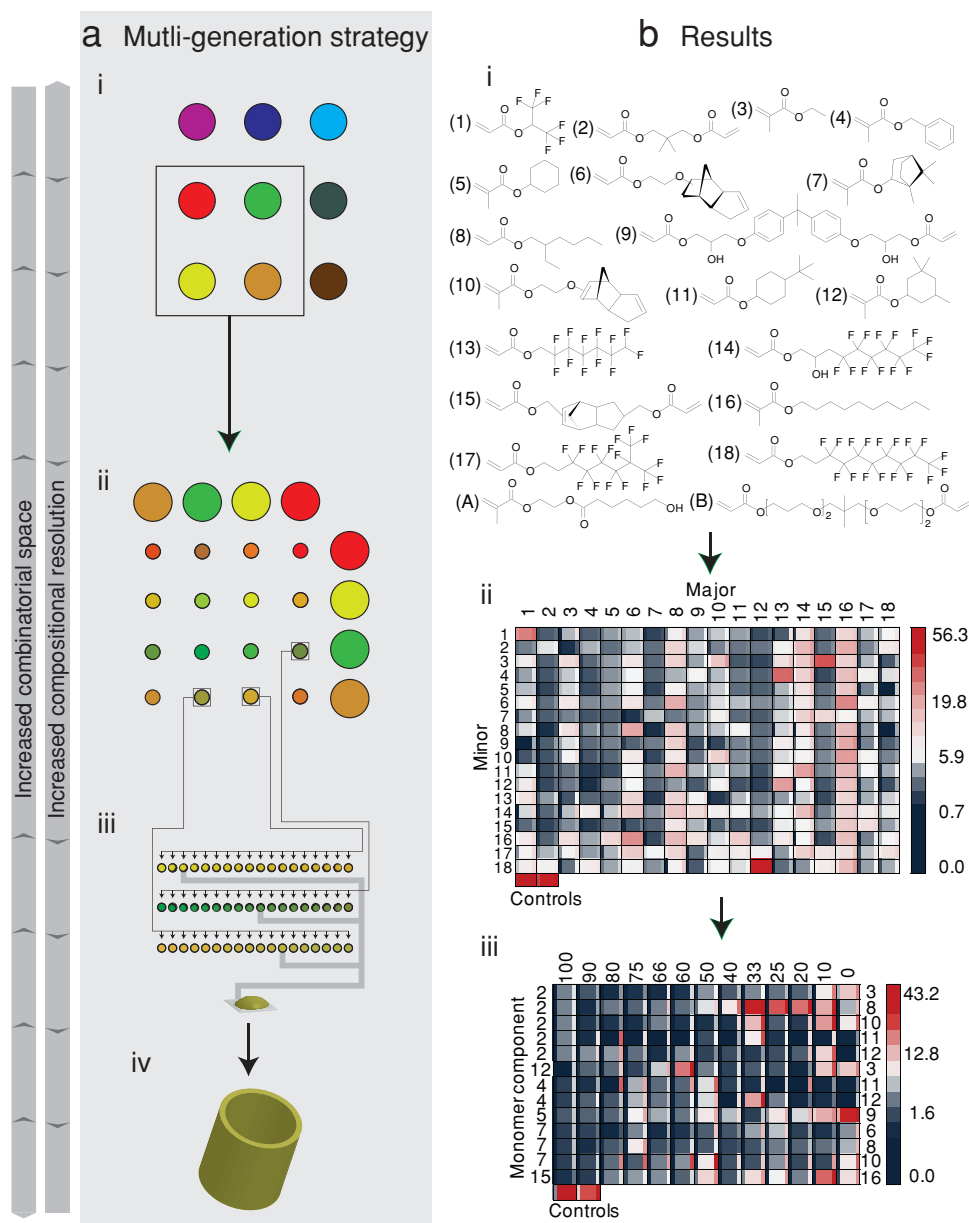 a Mutli-generation strategy
i
ii
iii
iv
Increased combinatorial space
Increased compositional resolution
b Results
i
(1)
(2)
(3)
(4)
(5)
(6)
(7)
(8)
(9)
(10)
(11)
(12)
(13)
(14)
(15)
(16)
(17)
(18)
(A)
(B)
ii
Major
1 2 3 4 5 6 7 8 9 10 11 12 13 14 15 16 17 18
Minor
1
2
3
4
5
6
7
8
9
10
11
12
13
14
15
16
17
18
Controls
56.3
19.8
5.9
0.7
0.0
iii
100 90 80 75 66 60 50 40 33 25 20 10 0
Monomer component
2 3
2 8
2 10
2 11
2 12
12 3
4 11
4 12
5 9
7 6
7 8
7 10
15 16
Controls
43.2
12.8
1.6
0.0